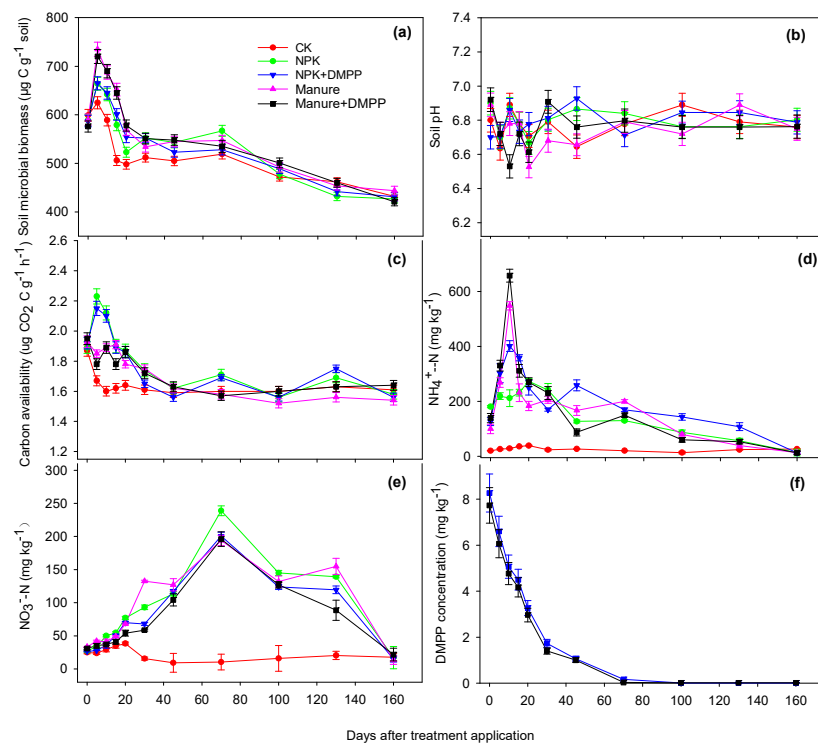 (a)
800
700
600
500
400
Soil microbial biomass (µg C g⁻¹ soil)
CK
NPK
NPK+DMPP
Manure
Manure+DMPP
(b)
7.2
7.0
6.8
6.6
6.4
6.2
Soil pH
(c)
2.6
2.4
2.2
2.0
1.8
1.6
1.4
1.2
Carbon availability (ug CO₂ C g⁻¹ h⁻¹)
(d)
600
400
200
0
NH4⁺--N (mg kg⁻¹)
(e)
300
250
200
150
100
50
0
NO₃⁻-N (mg kg⁻¹)
0 20 40 60 80 100 120 140 160
(f)
8
6
4
2
0
DMPP concentration (mg kg⁻¹)
0 20 40 60 80 100 120 140 160
Days after treatment application